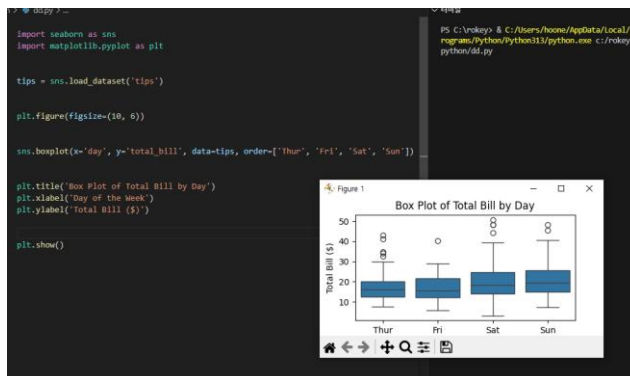 dd.py > ...
import seaborn as sns
import matplotlib.pyplot as plt
tips = sns.load_dataset('tips')
plt.figure(figsize=(10, 6))
sns.boxplot(x='day', y='total_bill', data=tips, order=['Thur', 'Fri', 'Sat', 'Sun'])
plt.title('Box Plot of Total Bill by Day')
plt.xlabel('Day of the Week')
plt.ylabel('Total Bill ($)')
plt.show()
터미널
PS C:\rokey> & C:/Users/hoone/AppData/Local/
rograms/Python/Python313/python.exe c:/rokey
python/dd.py
Figure 1
Box Plot of Total Bill by Day
Total Bill ($)
50
40
30
20
10
Thur Fri Sat Sun